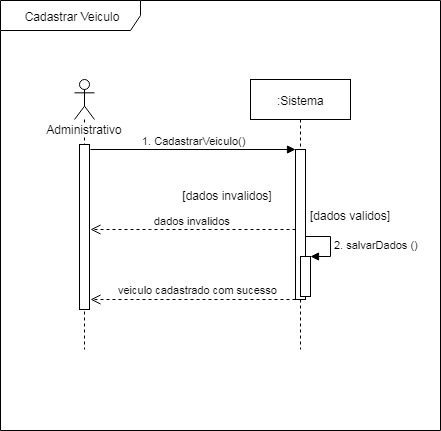 Cadastrar Veiculo
:Sistema
Administrativo
1. CadastrarVeiculo()
[dados invalidos]
dados invalidos
[dados validos]
2. salvarDados ()
veiculo cadastrado com sucesso